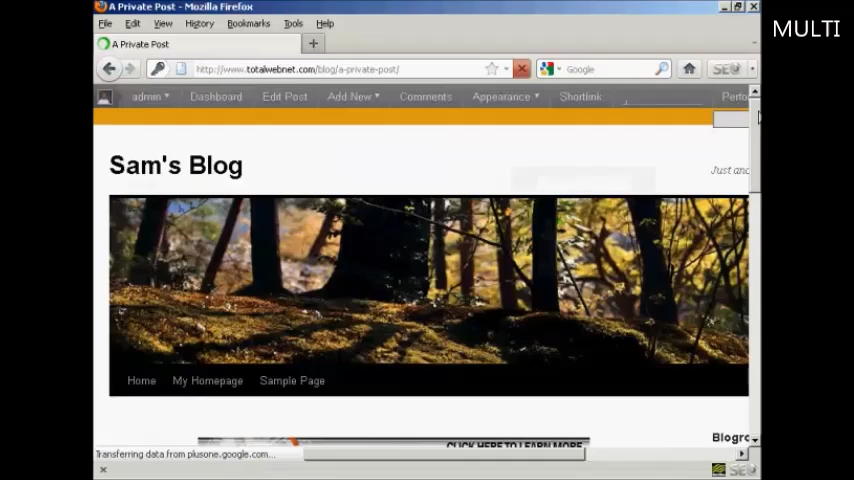 A Private Post - Mozilla Firefox
MULTI
File Edit View History Bookmarks Tools Help
A Private Post
http://www.totalwebnet.com/blog/a-private-post/
Google
SEO
admin Dashboard Edit Post Add New Comments Appearance Shortlink
Sam's Blog
Just
Home My Homepage Sample Page
CLICK HERE TO LEARN MORE
Transferring data from plusone.google.com...